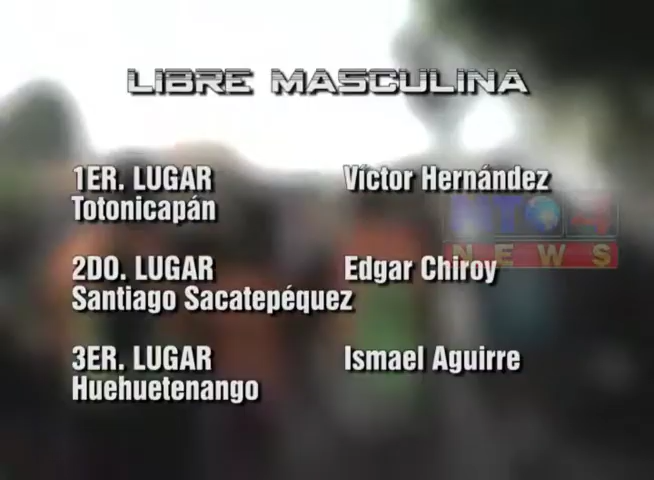 LIBRE MASCULINA
1ER. LUGAR Víctor Hernández
Totonicapán
2DO. LUGAR Edgar Chiroy
Santiago Sacatepéquez
3ER. LUGAR Ismael Aguirre
Huehuetenango
NTO4
NEWS